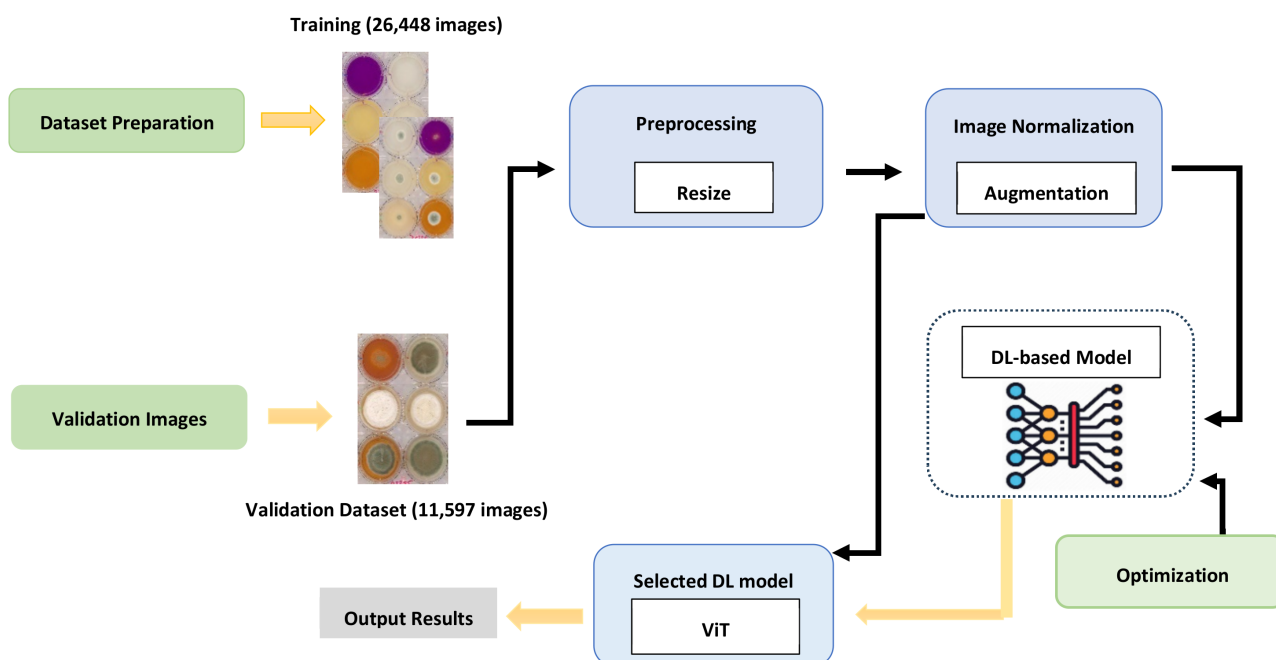 Training (26,448 images)
Dataset Preparation
Preprocessing
Resize
Image Normalization
Augmentation
DL-based Model
Validation Images
Validation Dataset (11,597 images)
Optimization
Selected DL model
ViT
Output Results